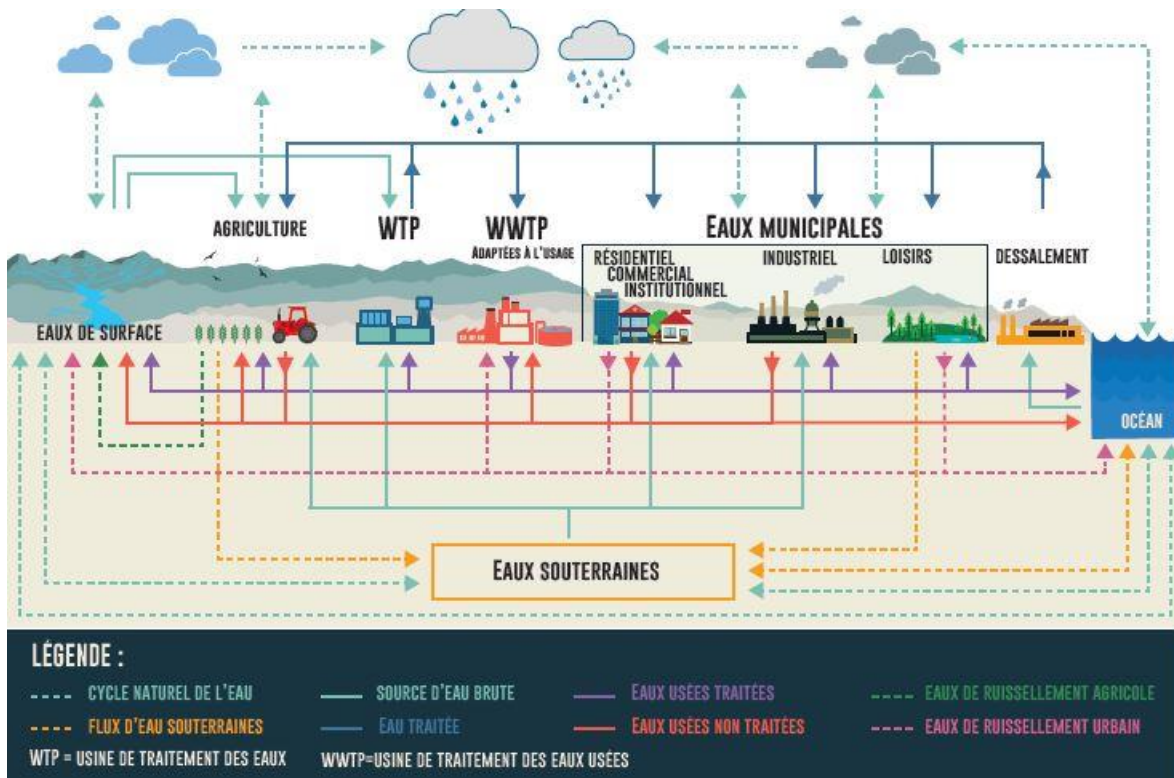 AGRICULTURE
WTP
WWTP
ADAPTÉES À L'USAGE
EAUX MUNICIPALES
RÉSIDENTIEL
COMMERCIAL
INSTITUTIONNEL
INDUSTRIEL
LOISIRS
DESSALEMENT
EAUX DE SURFACE
OCÉAN
EAUX SOUTERRAINES
LÉGENDE :
CYCLE NATUREL DE L'EAU
SOURCE D'EAU BRUTE
EAUX USÉES TRAITÉES
EAUX DE RUISSELLEMENT AGRICOLE
FLUX D'EAU SOUTERRAINES
EAU TRAITÉE
EAUX USÉES NON TRAITÉES
EAUX DE RUISSELLEMENT URBAIN
WTP = USINE DE TRAITEMENT DES EAUX
WWTP=USINE DE TRAITEMENT DES EAUX USÉES